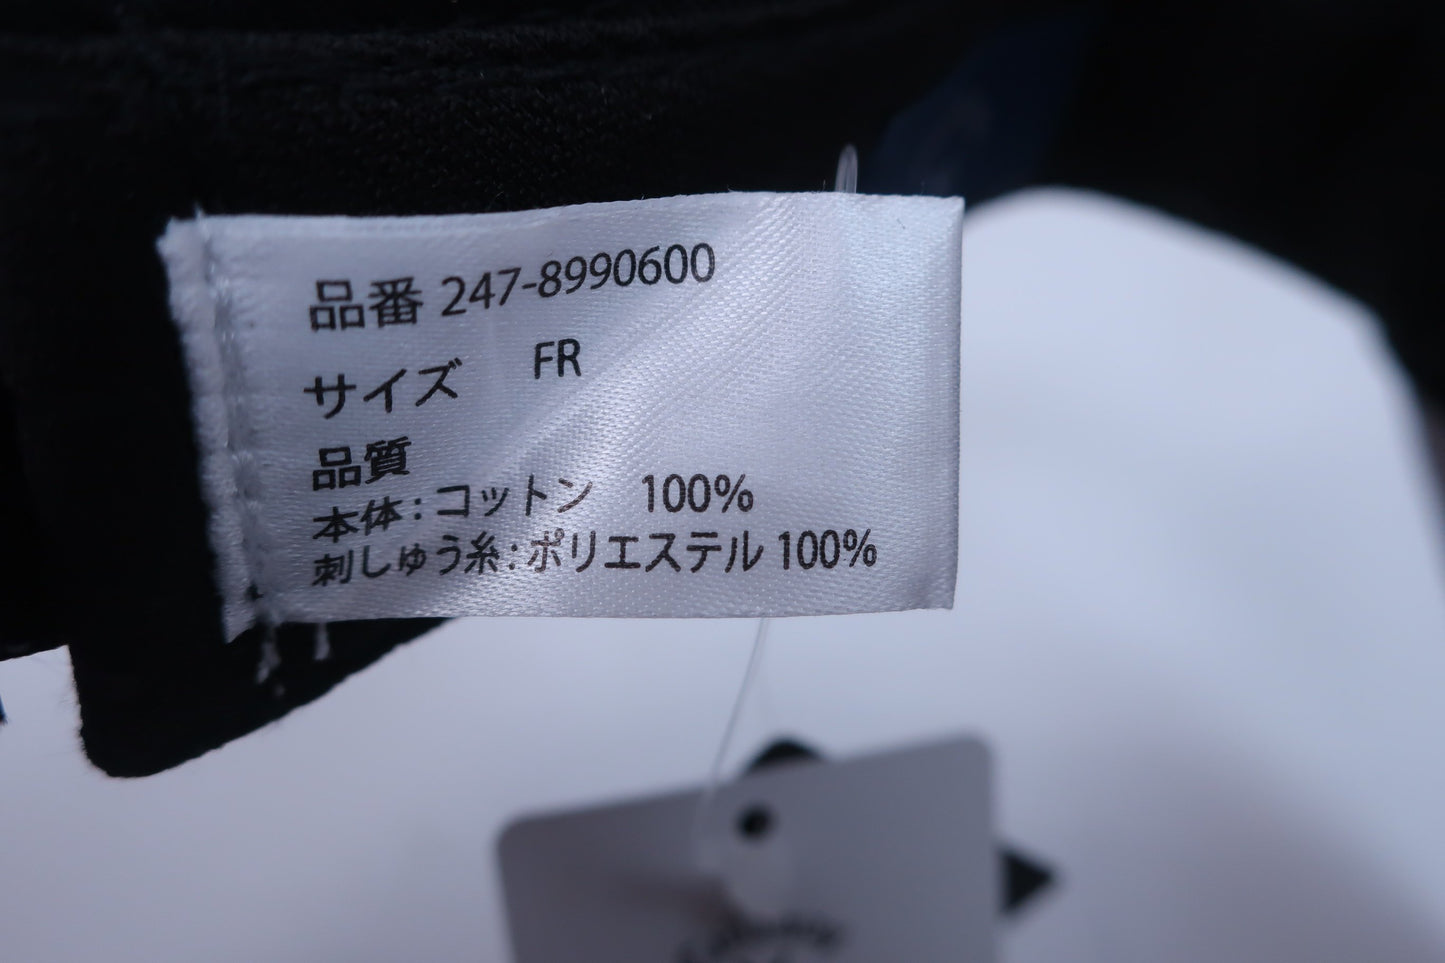 品番 247-8990600
サイズ FR
品質
本体：コットン 100%
刺しゅう糸：ポリエステル 100%